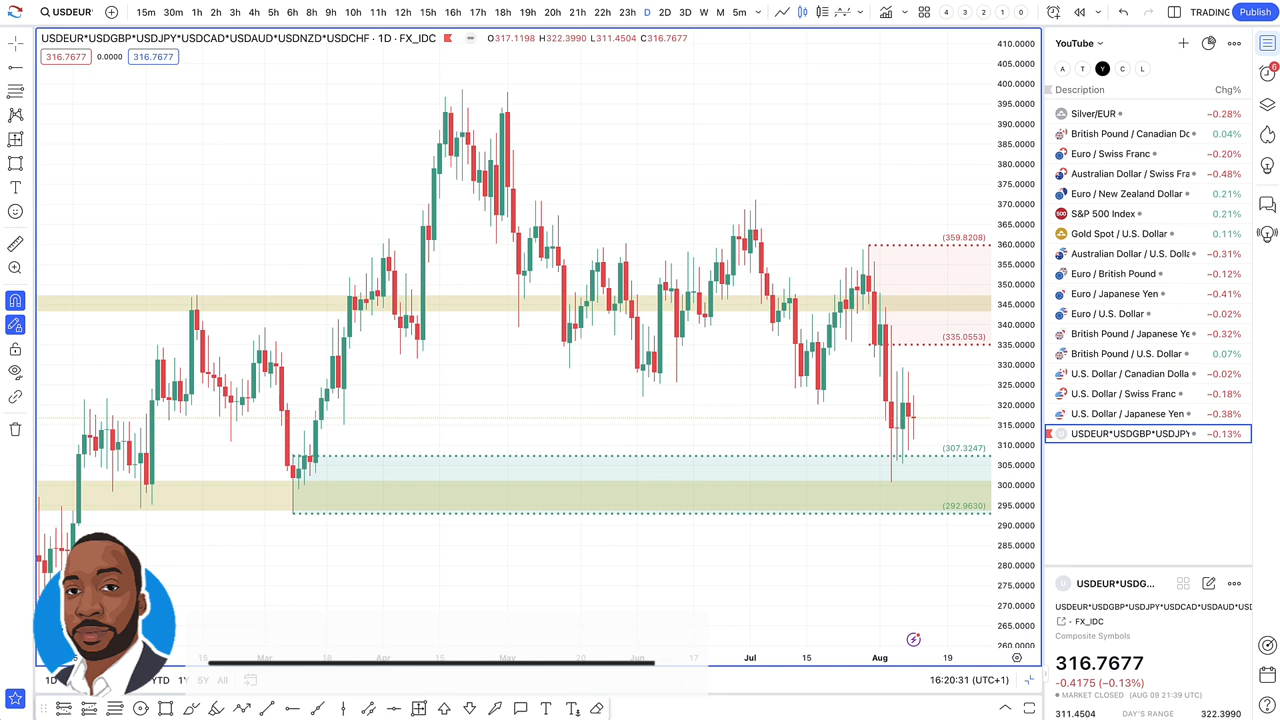 USDEUR
15m 30m 1h 2h 3h 4h 5h 6h 8h 9h 10h 11h 12h 15h 16h 17h 18h 19h 20h 21h 22h 23h D 2D 3D W M 5m
4 3 2 1 0
TRADING
Publish
USDEUR*USDGBP*USDJPY*USDCAD*USDAUD*USDNZD*USDCHF · 1D · FX_IDC
O317.1198 H322.3990 L311.4504 C316.7677
316.7677 0.0000 316.7677
410.0000
405.0000
400.0000
395.0000
390.0000
385.0000
380.0000
375.0000
370.0000
365.0000
(359.8208)
360.0000
355.0000
350.0000
345.0000
340.0000
(335.0553)
335.0000
330.0000
325.0000
320.0000
315.0000
310.0000
(307.3247)
305.0000
300.0000
295.0000
(292.9630)
290.0000
285.0000
280.0000
275.0000
270.0000
265.0000
260.0000
15 Mar 18 Apr 15 May 20 Jun 17 Jul 15 Aug 19
1D YTD 1Y 5Y All
16:20:31 (UTC+1)
YouTube
A T Y C L
Description Chg%
Silver/EUR −0.28%
British Pound / Canadian Dc 0.04%
Euro / Swiss Franc −0.20%
Australian Dollar / Swiss Fra −0.48%
Euro / New Zealand Dollar 0.21%
S&P 500 Index 0.21%
Gold Spot / U.S. Dollar 0.11%
Australian Dollar / U.S. Dolla −0.31%
Euro / British Pound −0.12%
Euro / Japanese Yen −0.41%
Euro / U.S. Dollar −0.02%
British Pound / Japanese Ye −0.32%
British Pound / U.S. Dollar 0.07%
U.S. Dollar / Canadian Dolla −0.02%
U.S. Dollar / Swiss Franc −0.18%
U.S. Dollar / Japanese Yen −0.38%
USDEUR*USDGBP*USDJPY −0.13%
6
U USDEUR*USDG...
USDEUR*USDGBP*USDJPY*USDCAD*USDAUD*USD
FX_IDC
Composite Symbols
316.7677
-0.4175 (−0.13%)
MARKET CLOSED (AUG 09 21:39 UTC)
311.4504 DAY'S RANGE 322.3990